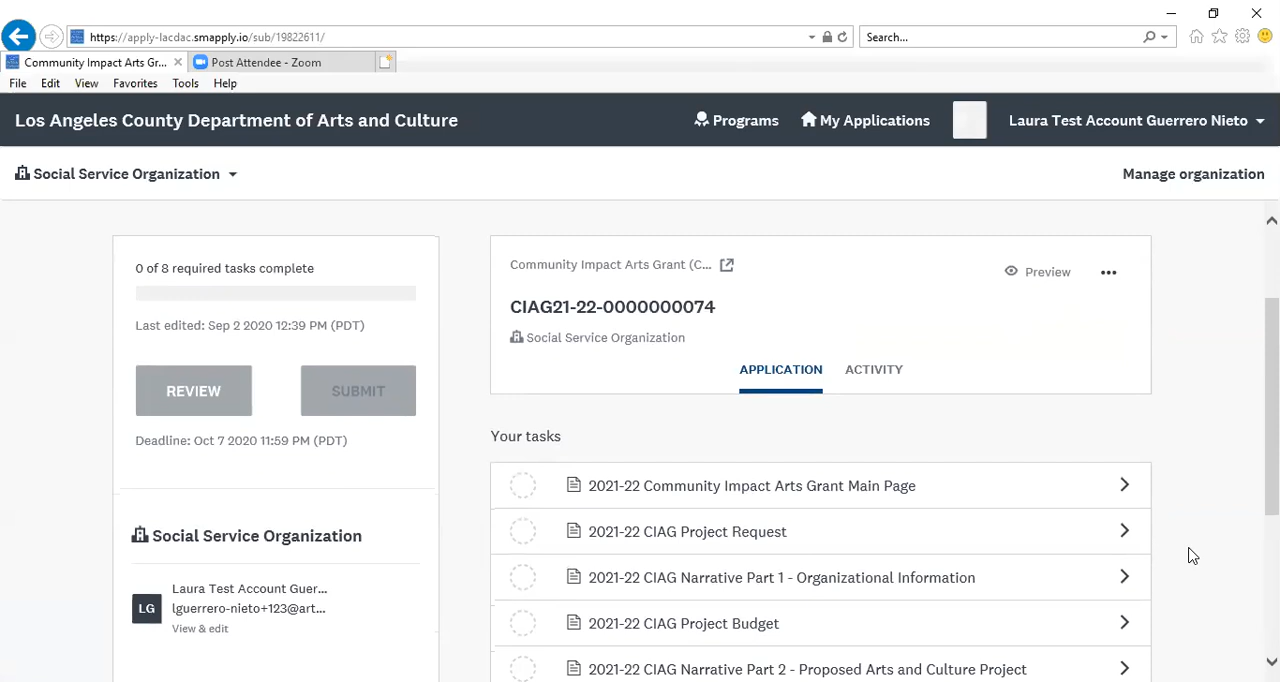 https://apply-lacdac.smapply.io/sub/19822611/
Search...
Community Impact Arts Gr...
Post Attendee - Zoom
File Edit View Favorites Tools Help
Los Angeles County Department of Arts and Culture
Programs
My Applications
Laura Test Account Guerrero Nieto
Social Service Organization
Manage organization
0 of 8 required tasks complete
Last edited: Sep 2 2020 12:39 PM (PDT)
REVIEW
SUBMIT
Deadline: Oct 7 2020 11:59 PM (PDT)
Social Service Organization
LG
Laura Test Account Guer...
lguerrero-nieto+123@art...
View & edit
Community Impact Arts Grant (C...
Preview
CIAG21-22-0000000074
Social Service Organization
APPLICATION
ACTIVITY
Your tasks
2021-22 Community Impact Arts Grant Main Page
2021-22 CIAG Project Request
2021-22 CIAG Narrative Part 1 - Organizational Information
2021-22 CIAG Project Budget
2021-22 CIAG Narrative Part 2 - Proposed Arts and Culture Project